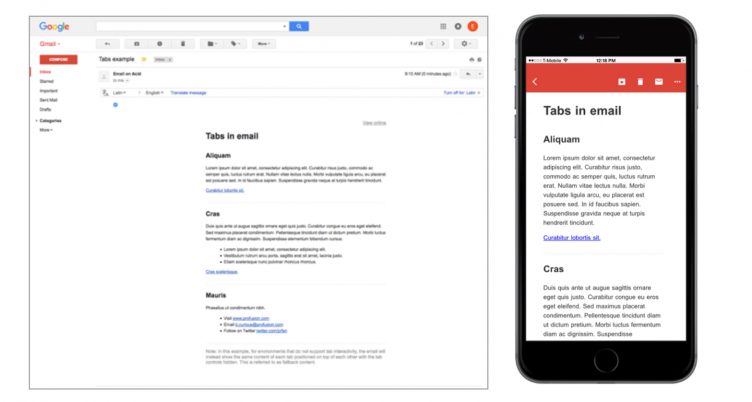 Google
E
Gmail
More
1 of 23
COMPOSE
Tabs example
Inbox x
Inbox
Starred
Important
Sent Mail
Drafts
Categories
More
Email on Acid
to me
8:10 AM (0 minutes ago)
Latin
English
Translate message
Turn off for: Latin x
View online
Tabs in email
Aliquam
Lorem ipsum dolor sit amet, consectetur adipiscing elit. Curabitur risus justo, commodo ac
semper quis, luctus rutrum erat. Nullam vitae lectus nulla. Morbi vulputate ligula arcu, eu placerat
est posuere sed. In id faucibus sapien. Suspendisse gravida neque at turpis hendrerit tincidunt.
Curabitur lobortis sit.
Cras
Duis quis ante ut augue sagittis ornare eget quis justo. Curabitur congue eu eros eget eleifend.
Sed maximus placerat condimentum. Pellentesque tincidunt diam ut dictum pretium. Morbi luctus
fermentum diam ac dignissim. Suspendisse elementum bibendum cursus.
• Lorem ipsum dolor sit amet, consectetur adipiscing elit.
• Vestibulum rutrum arcu porta, sagittis erat sit amet, lacinia justo.
• Etiam scelerisque nunc pulvinar rhoncus rhoncus.
Cras scelerisque.
Mauris
Phasellus ut condimentum nibh.
• Visit www.profusion.com
• Email
• Follow on Twitter
Note: in this example, for environments that do not support tab interactivity, the email will
instead show the same content of each tab positioned on top of each other with the tab
controls hidden. This is referred to as fallback content.
T-Mobile
12:18 PM
Tabs in email
Aliquam
Lorem ipsum dolor sit amet, consectetur
adipiscing elit. Curabitur risus justo,
commodo ac semper quis, luctus rutrum
erat. Nullam vitae lectus nulla. Morbi
vulputate ligula arcu, eu placerat est
posuere sed. In id faucibus sapien.
Suspendisse gravida neque at turpis
hendrerit tincidunt.
Curabitur lobortis sit.
Cras
Duis quis ante ut augue sagittis ornare
eget quis justo. Curabitur congue eu eros
eget eleifend. Sed maximus placerat
condimentum. Pellentesque tincidunt diam
ut dictum pretium. Morbi luctus fermentum
diam ac dignissim. Suspendisse